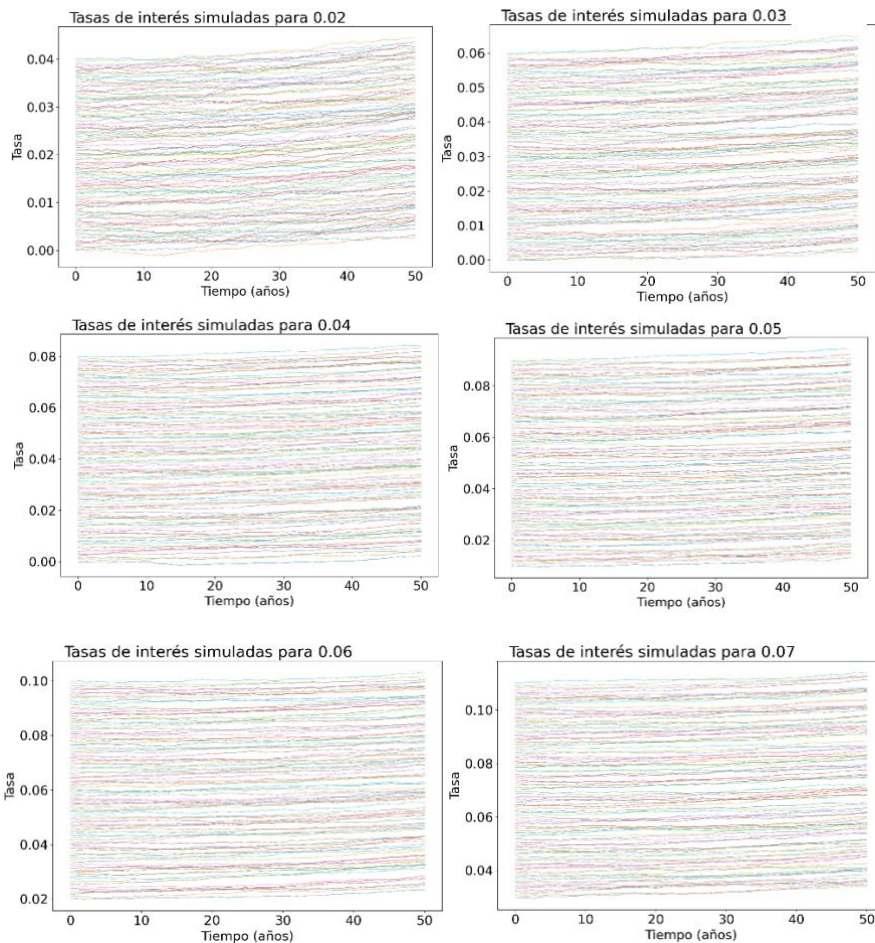 Tasas de interés simuladas para 0.02
Tasa
0.04
0.03
0.02
0.01
0.00
0 10 20 30 40 50
Tiempo (años)
Tasas de interés simuladas para 0.03
Tasa
0.06
0.05
0.04
0.03
0.02
0.01
0.00
0 10 20 30 40 50
Tiempo (años)
Tasas de interés simuladas para 0.04
Tasa
0.08
0.06
0.04
0.02
0.00
0 10 20 30 40 50
Tiempo (años)
Tasas de interés simuladas para 0.05
Tasa
0.08
0.06
0.04
0.02
0 10 20 30 40 50
Tiempo (años)
Tasas de interés simuladas para 0.06
Tasa
0.10
0.08
0.06
0.04
0.02
0 10 20 30 40 50
Tiempo (años)
Tasas de interés simuladas para 0.07
Tasa
0.10
0.08
0.06
0.04
0 10 20 30 40 50
Tiempo (años)